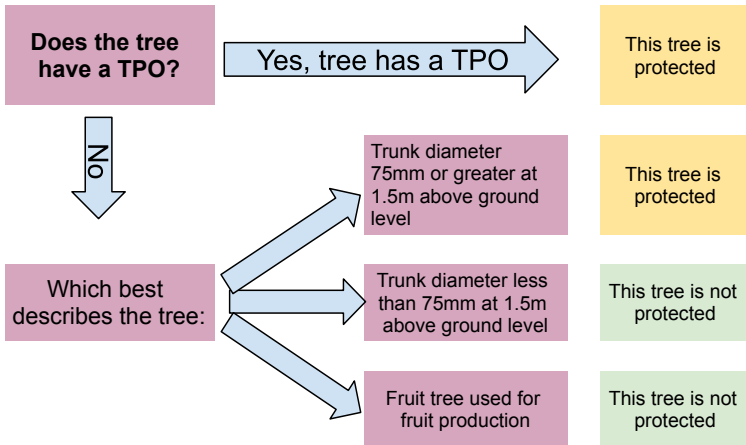 Does the tree
have a TPO?
Yes, tree has a TPO
This tree is
protected
No
Trunk diameter
75mm or greater at
1.5m above ground
level
This tree is
protected
Which best
describes the tree:
Trunk diameter less
than 75mm at 1.5m
above ground level
This tree is not
protected
Fruit tree used for
fruit production
This tree is not
protected